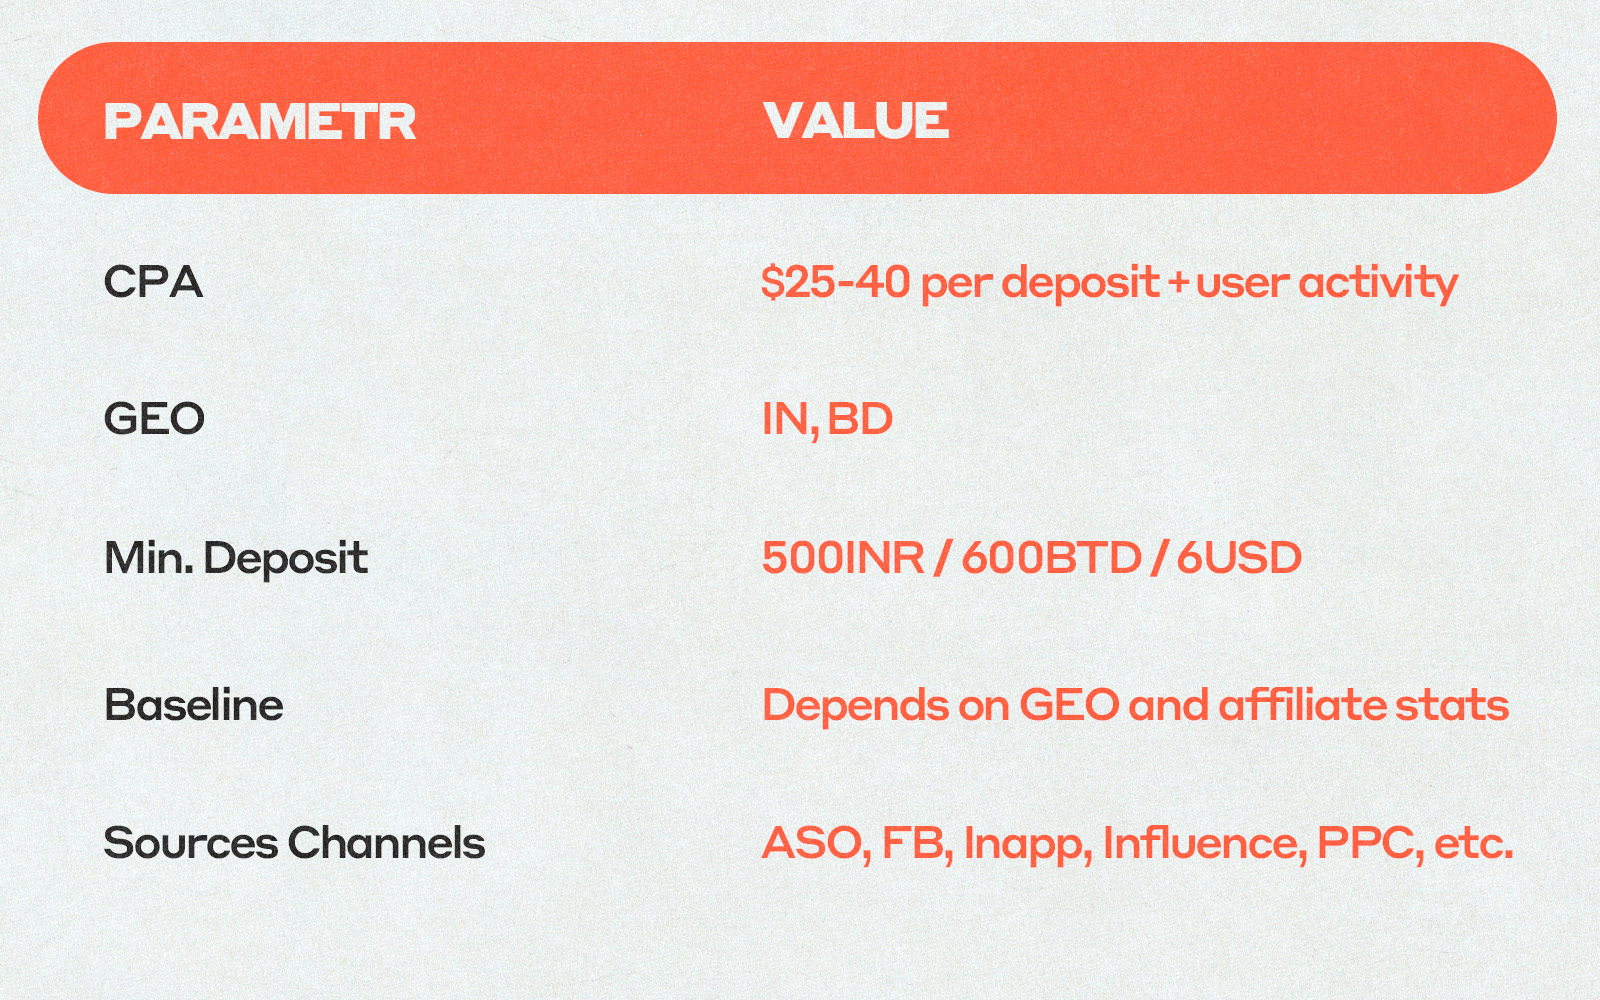 PARAMETR VALUE
CPA $25-40 per deposit + user activity
GEO IN, BD
Min. Deposit 500INR / 600BTD / 6USD
Baseline Depends on GEO and affiliate stats
Sources Channels ASO, FB, Inapp, Influence, PPC, etc.